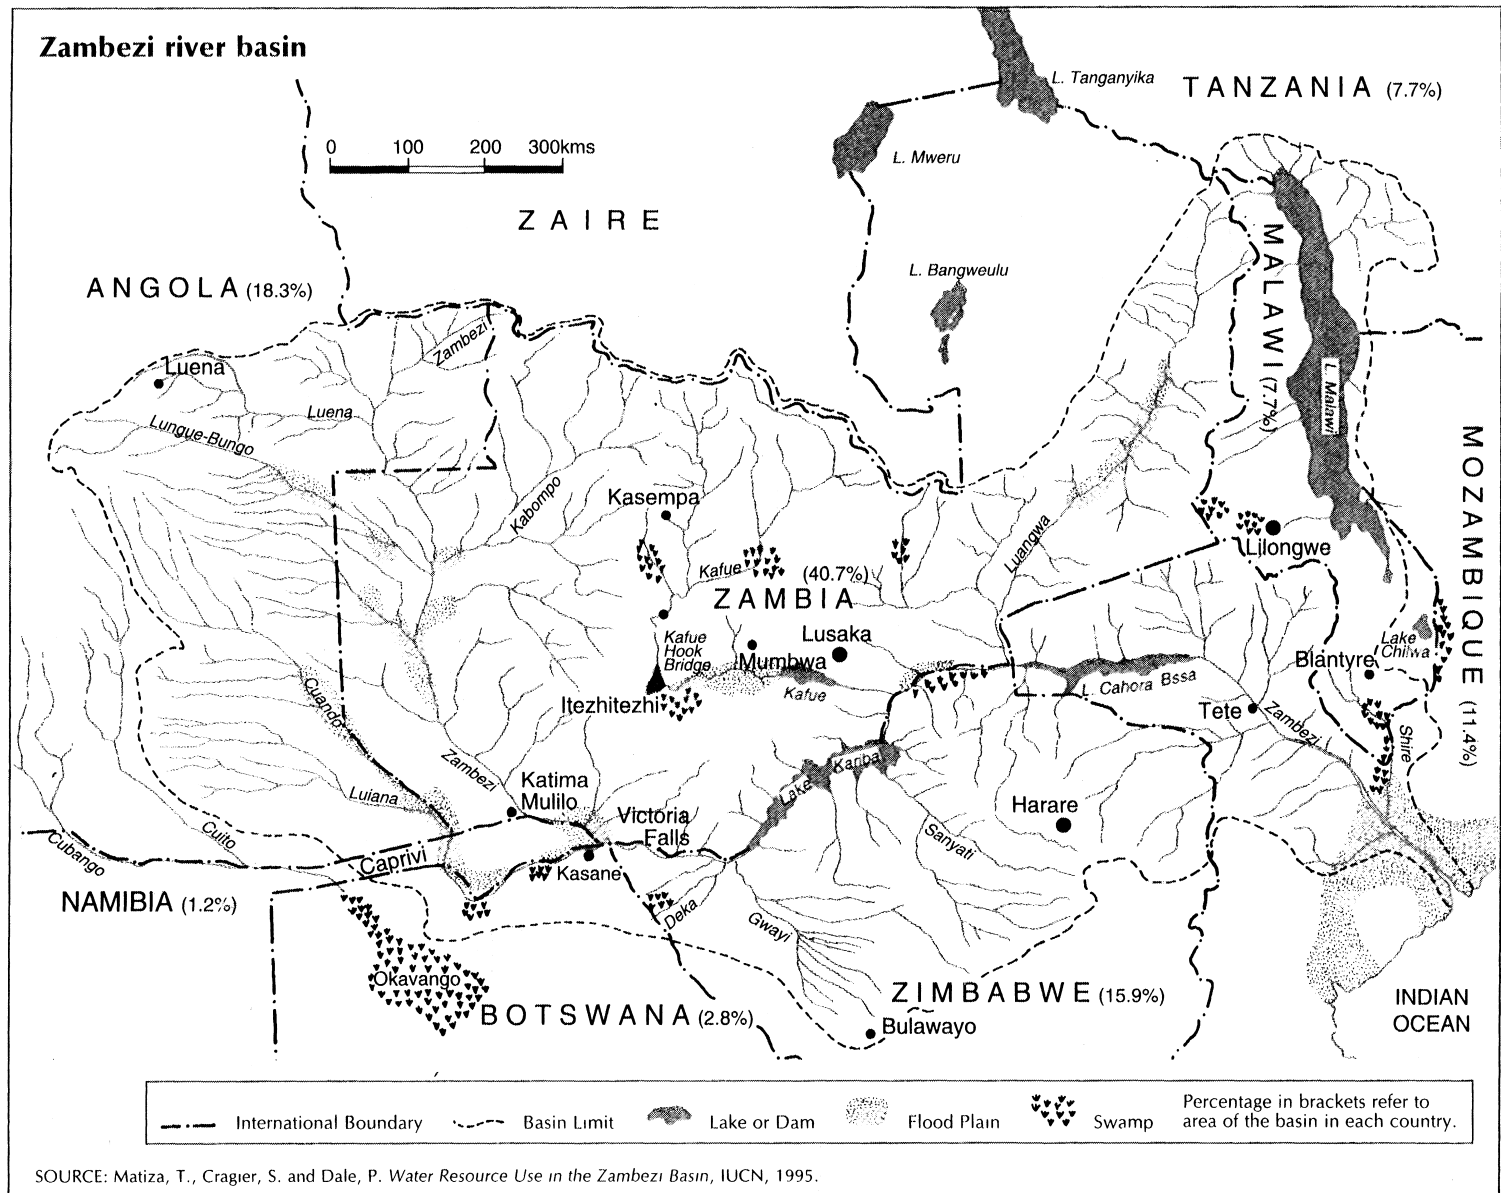 Zambezi river basin
0 100 200 300kms
L. Tanganyika
TANZANIA (7.7%)
L. Mweru
ZAIRE
L. Bangweulu
ANGOLA (18.3%)
MALAWI (7.7%)
L. Malawi
Zambezi
Luena
Luena
Lungue-Bungo
MOZAMBIQUE (11.4%)
Kabompo
Kasempa
Luangwa
Lilongwe
Kafue
(40.7%)
ZAMBIA
Kafue
Hook
Bridge
Lusaka
Mumbwa
Lake
Chilwa
Blantyre
Itezhitezhi
Kafue
L. Cahora Bssa
Tete
Zambezi
Shire
Cuando
Zambezi
Luiana
Katima
Mulilo
Victoria
Falls
Lake Kariba
Harare
Sanyati
Cubango
Cuito
Caprivi
Kasane
NAMIBIA (1.2%)
Deka
Gwayi
Okavango
BOTSWANA (2.8%)
ZIMBABWE (15.9%)
Bulawayo
INDIAN
OCEAN
International Boundary
Basin Limit
Lake or Dam
Flood Plain
Swamp
Percentage in brackets refer to
area of the basin in each country.
SOURCE: Matiza, T., Cragier, S. and Dale, P. Water Resource Use in the Zambezi Basin, IUCN, 1995.